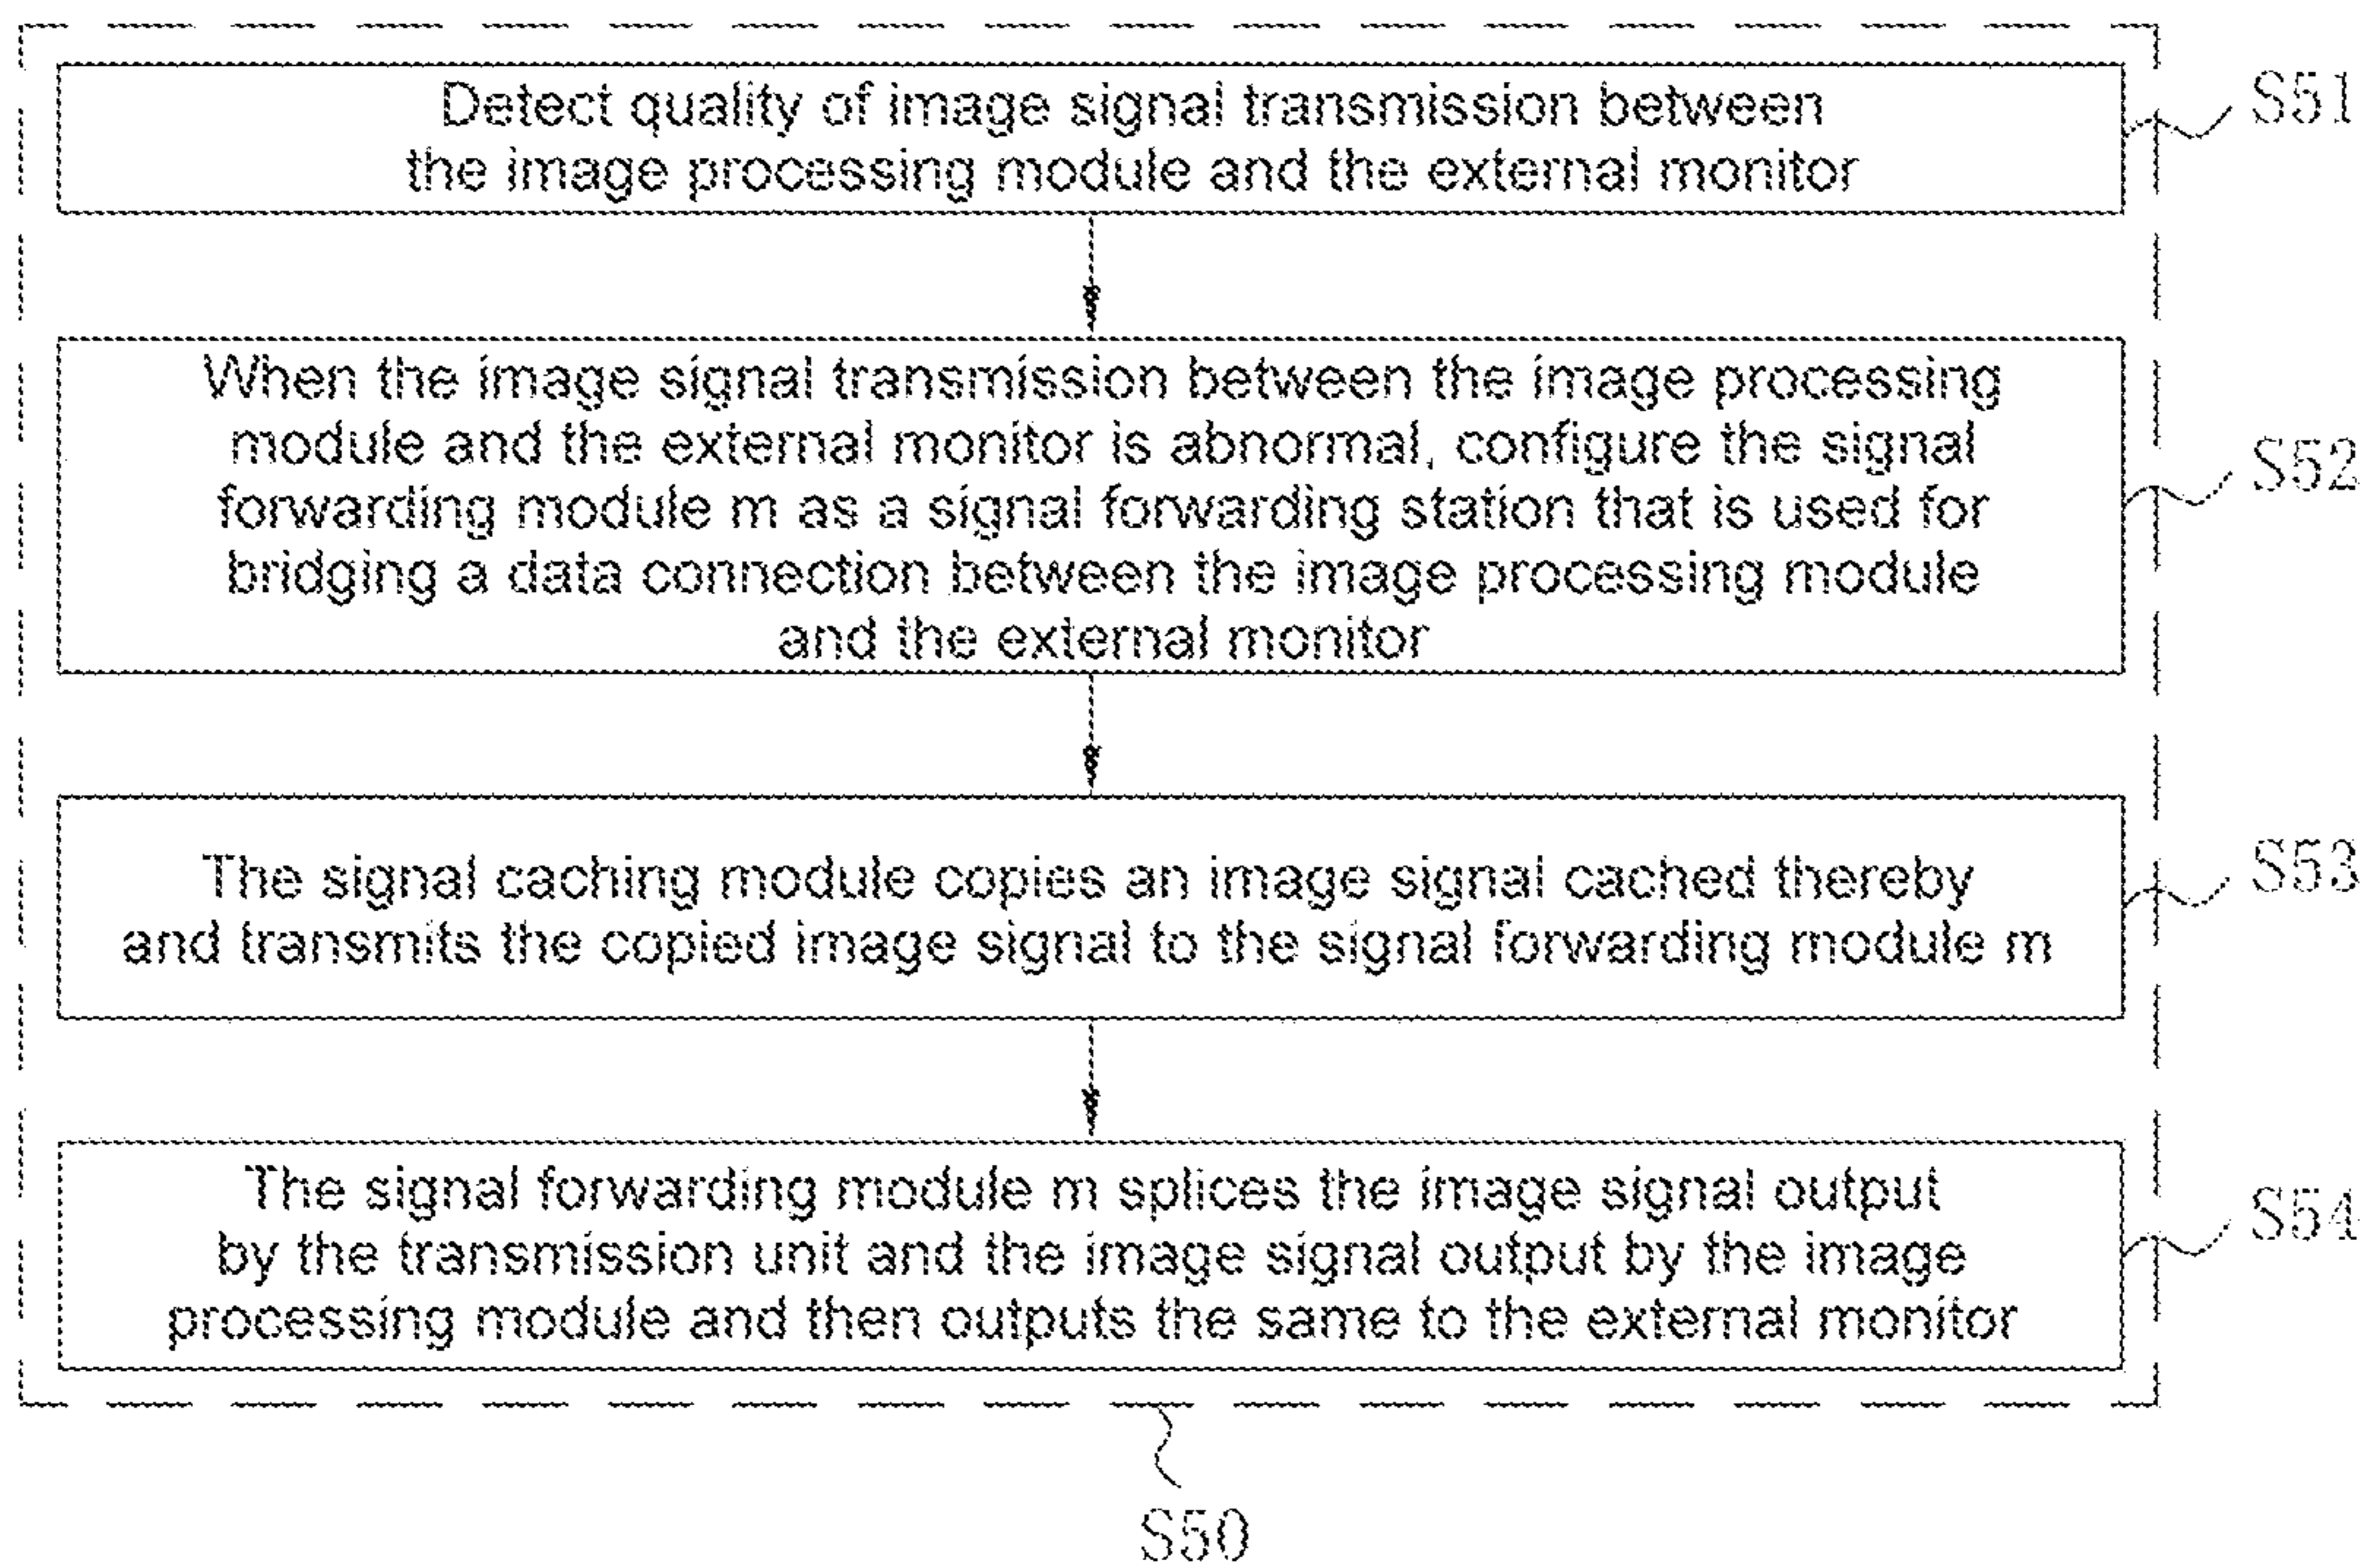 Detect quality of image signal transmission between
the image processing module and the external monitor
S51
When the image signal transmission between the image processing
module and the external monitor is abnormal, configure the signal
forwarding module m as a signal forwarding station that is used for
bridging a data connection between the image processing module
and the external monitor
S52
The signal caching module copies an image signal cached thereby
and transmits the copied image signal to the signal forwarding module m
S53
The signal forwarding module m splices the image signal output
by the transmission unit and the image signal output by the image
processing module and then outputs the same to the external monitor
S54
S50